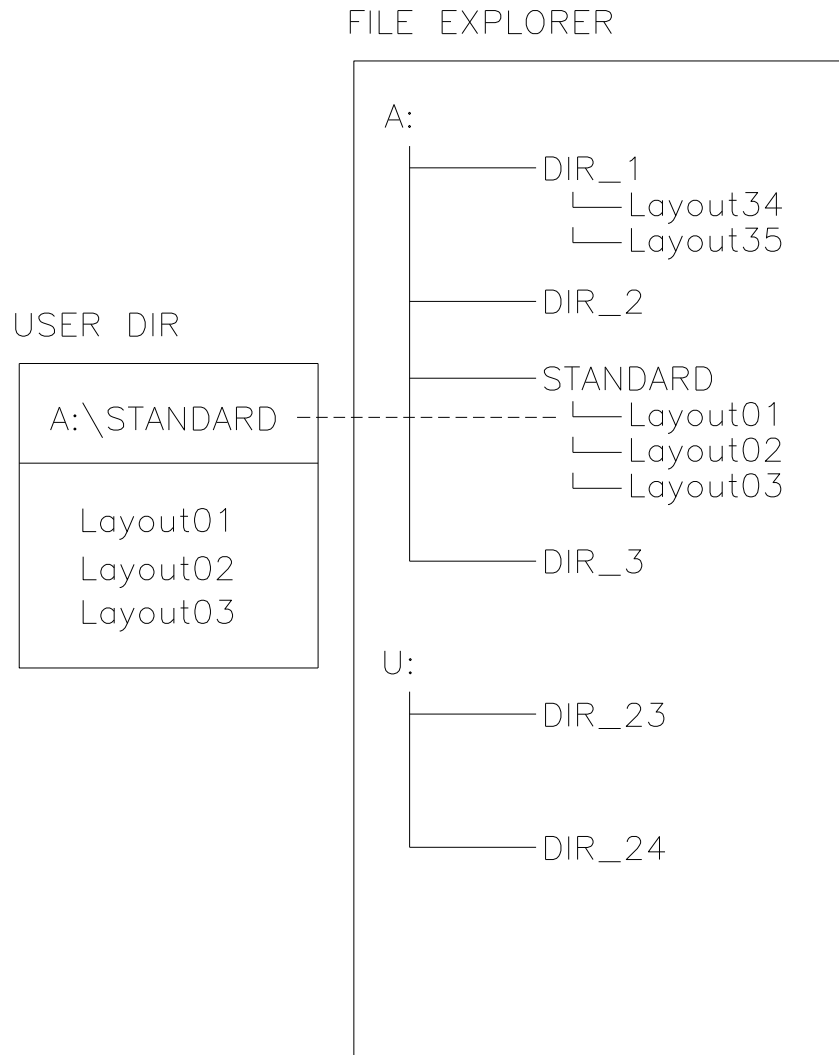 FILE EXPLORER
A:
DIR_1
Layout34
Layout35
DIR_2
STANDARD
Layout01
Layout02
Layout03
DIR_3
U:
DIR_23
DIR_24
USER DIR
A:\STANDARD
Layout01
Layout02
Layout03